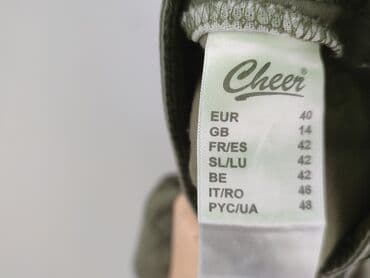 Cheer®
EUR 40
GB 14
FR/ES 42
SL/LU 42
BE 42
IT/RO 46
PYC/UA 48